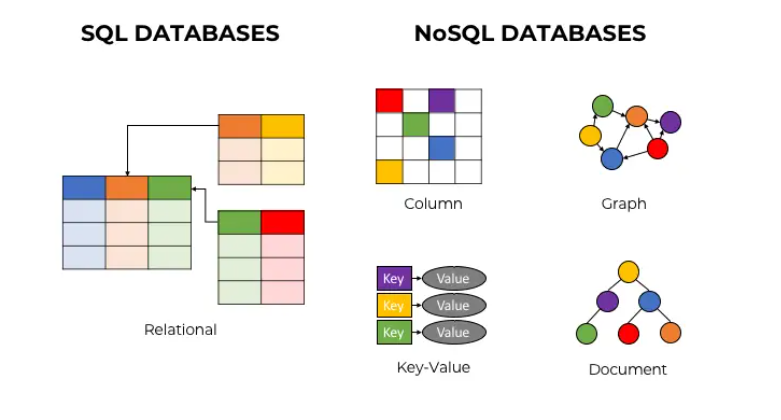 SQL DATABASES
NoSQL DATABASES
Relational
Column
Graph
Key Value
Key Value
Key Value
Key-Value
Document